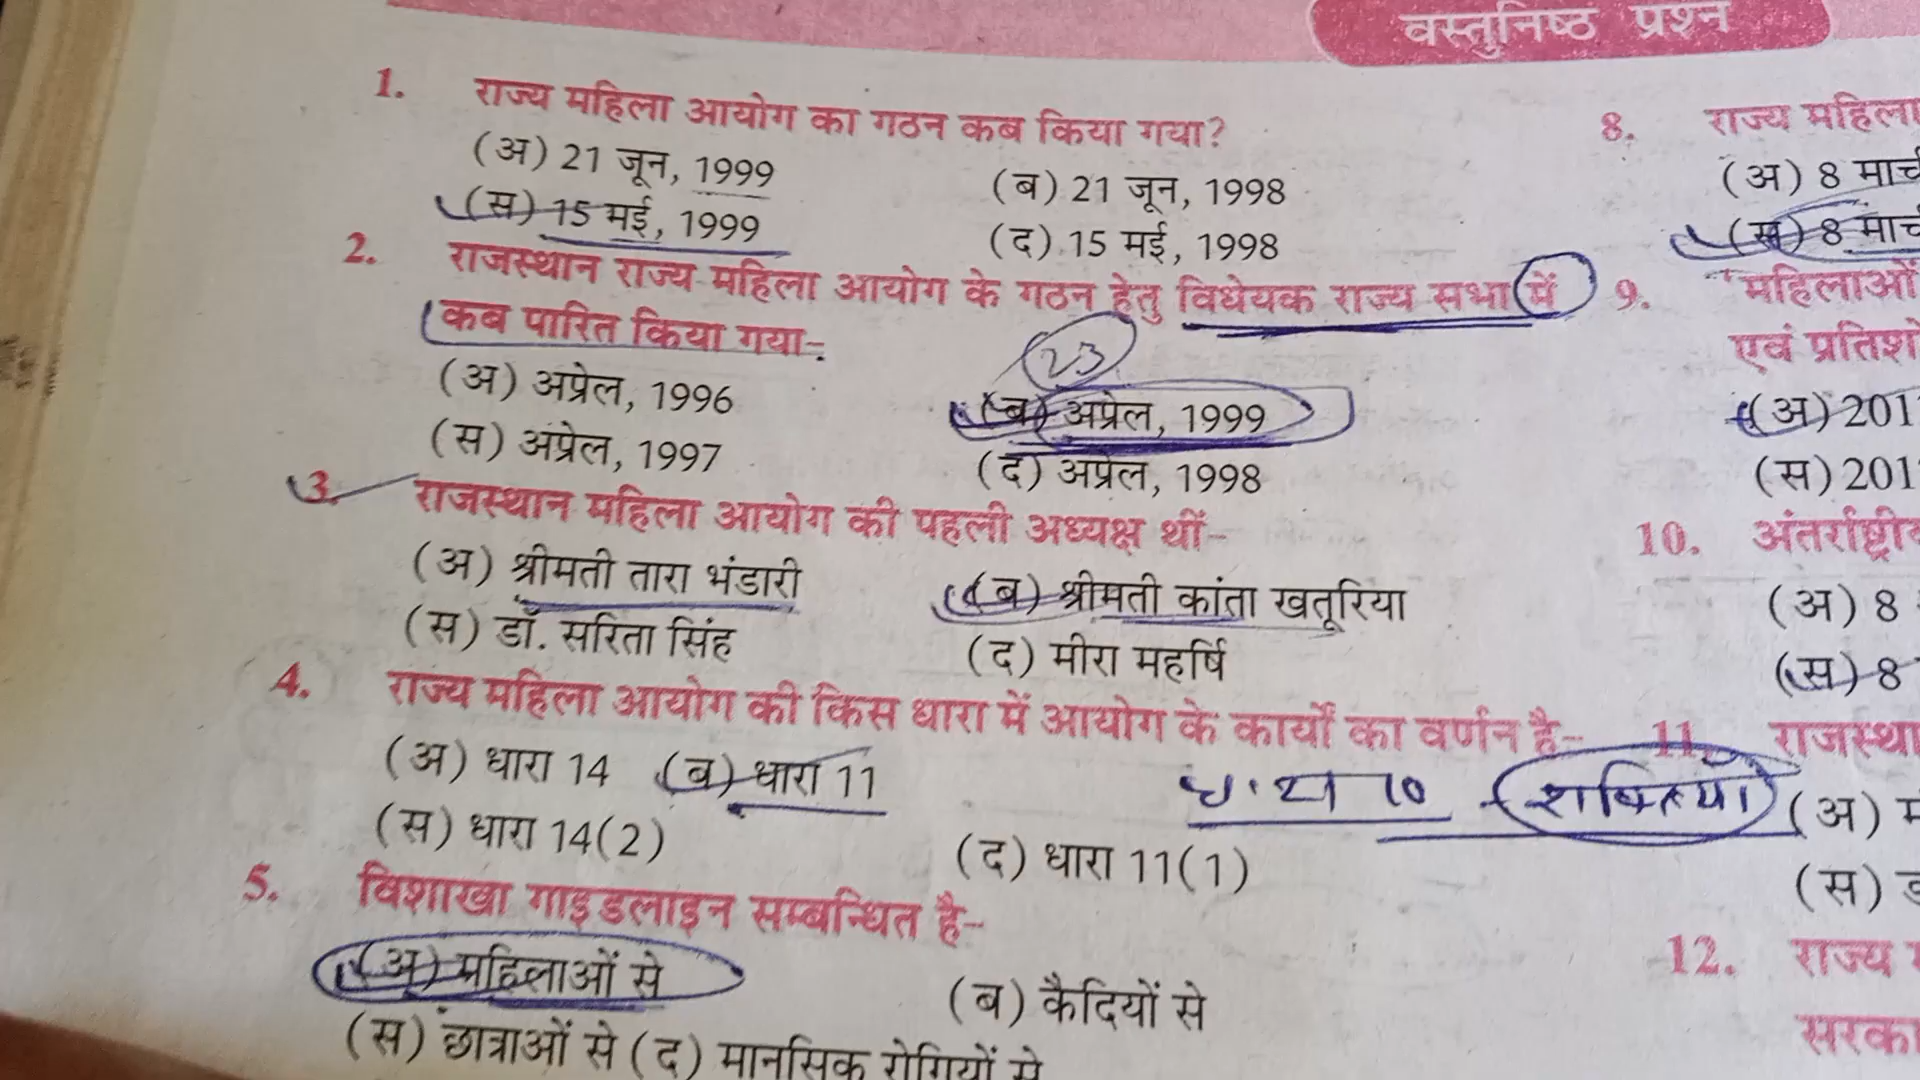 वस्तुनिष्ठ प्रश्न
1. राज्य महिला आयोग का गठन कब किया गया?
(अ) 21 जून, 1999
(ब) 21 जून, 1998
(स) 15 मई, 1999
(द) 15 मई, 1998
2. राजस्थान राज्य महिला आयोग के गठन हेतु विधेयक राज्य सभा में
कब पारित किया गया-
23
(अ) अप्रेल, 1996
(ब) अप्रेल, 1999
(स) अप्रेल, 1997
(द) अप्रेल, 1998
3. राजस्थान महिला आयोग की पहली अध्यक्ष थीं-
(अ) श्रीमती तारा भंडारी
(ब) श्रीमती कांता खतूरिया
(स) डॉ. सरिता सिंह
(द) मीरा महर्षि
4. राज्य महिला आयोग की किस धारा में आयोग के कार्यों का वर्णन है-
(अ) धारा 14 (ब) धारा 11
10 शक्तियां
(स) धारा 14(2)
(द) धारा 11(1)
5. विशाखा गाइडलाइन सम्बन्धित है-
(अ) महिलाओं से
(ब) कैदियों से
(स) छात्राओं से (द) मानसिक रोगियों से
8. राज्य महिला
(अ) 8 मार्च
(स) 8 मार्च
9. महिलाओं
एवं
(अ) 201
(स) 201
10.
(अ) 8
(स) 8
11.
(अ)
(स)
12. राज्य